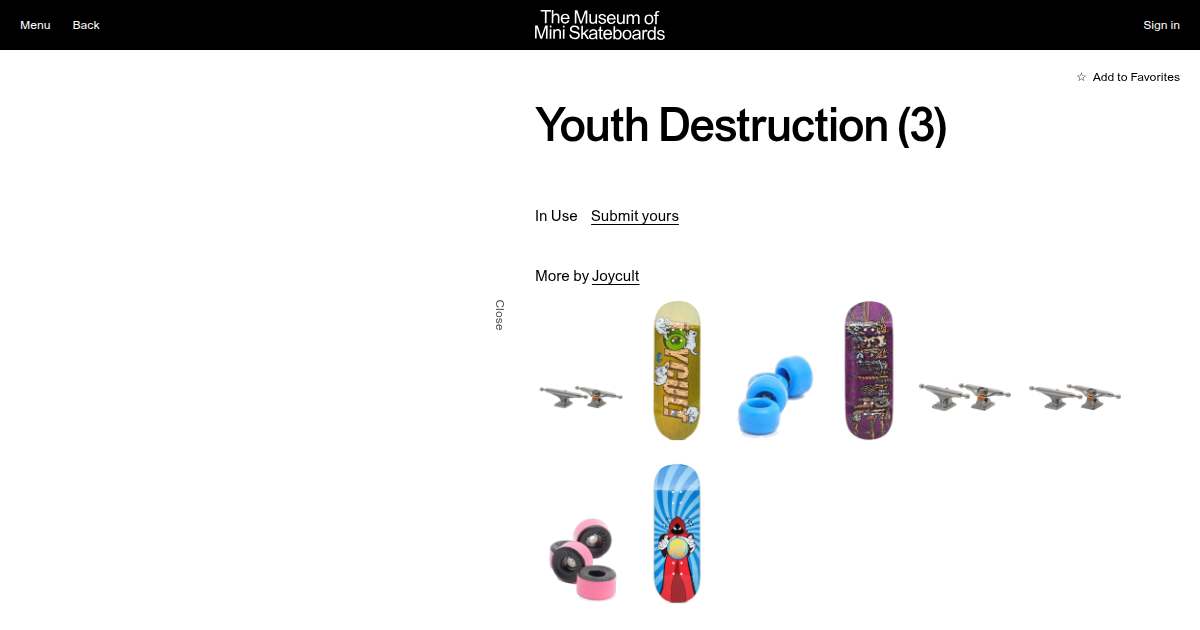 Menu
Back
The Museum of
Mini Skateboards
Sign in
☆ Add to Favorites
Youth Destruction (3)
In Use
Submit yours
More by Joycult
Close
JOYCULT